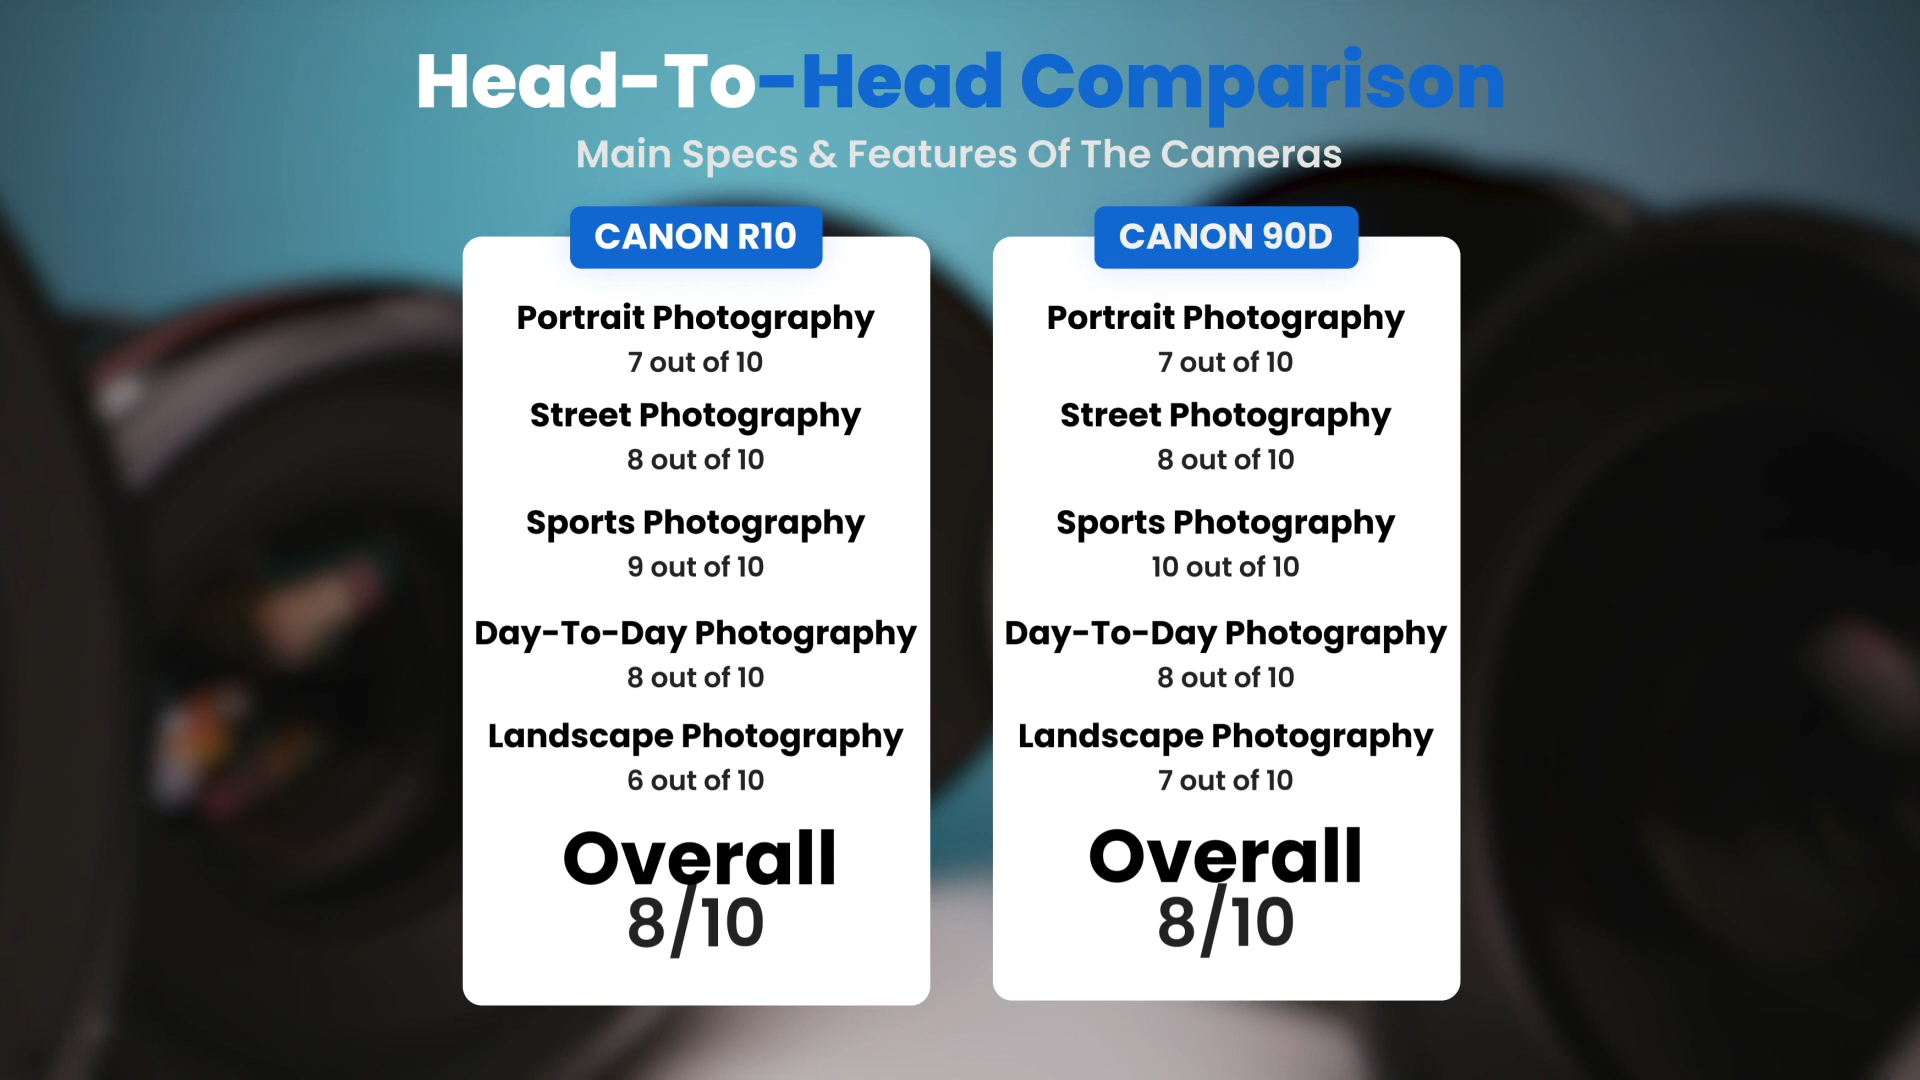 Head-To-Head Comparison
Main Specs & Features Of The Cameras
CANON R10
Portrait Photography
7 out of 10
Street Photography
8 out of 10
Sports Photography
9 out of 10
Day-To-Day Photography
8 out of 10
Landscape Photography
6 out of 10
Overall
8/10
CANON 90D
Portrait Photography
7 out of 10
Street Photography
8 out of 10
Sports Photography
10 out of 10
Day-To-Day Photography
8 out of 10
Landscape Photography
7 out of 10
Overall
8/10